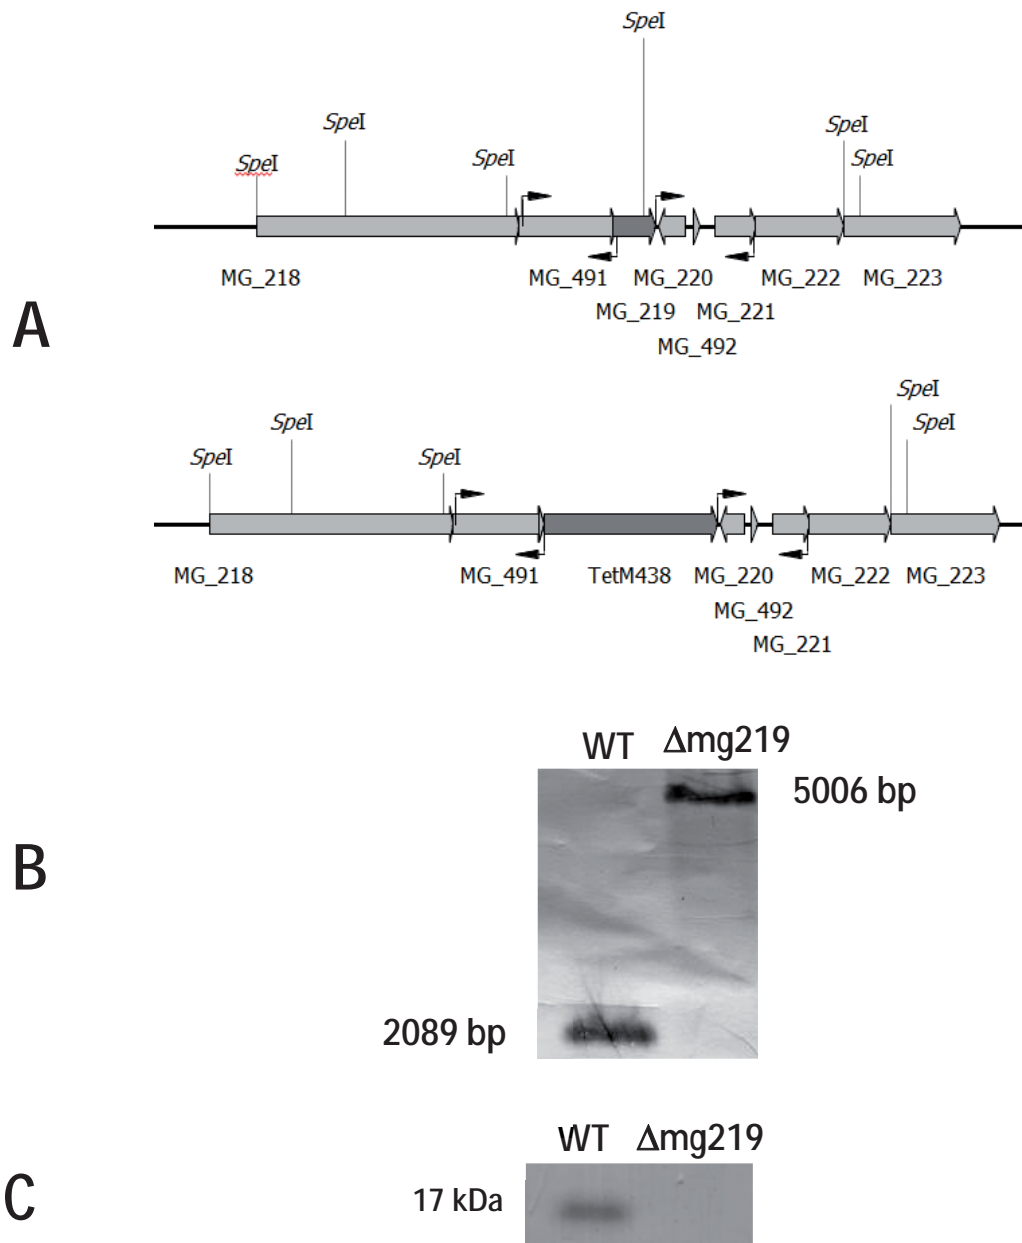 SpeI
SpeI
SpeI SpeI SpeI SpeI
MG_218 MG_491 MG_220 MG_222 MG_223
A
MG_219 MG_221
MG_492
SpeI
SpeI SpeI
SpeI SpeI
MG_218 MG_491 TetM438 MG_220 MG_222 MG_223
MG_492
MG_221
WT Δmg219
5006 bp
B
2089 bp
WT Δmg219
C 17 kDa